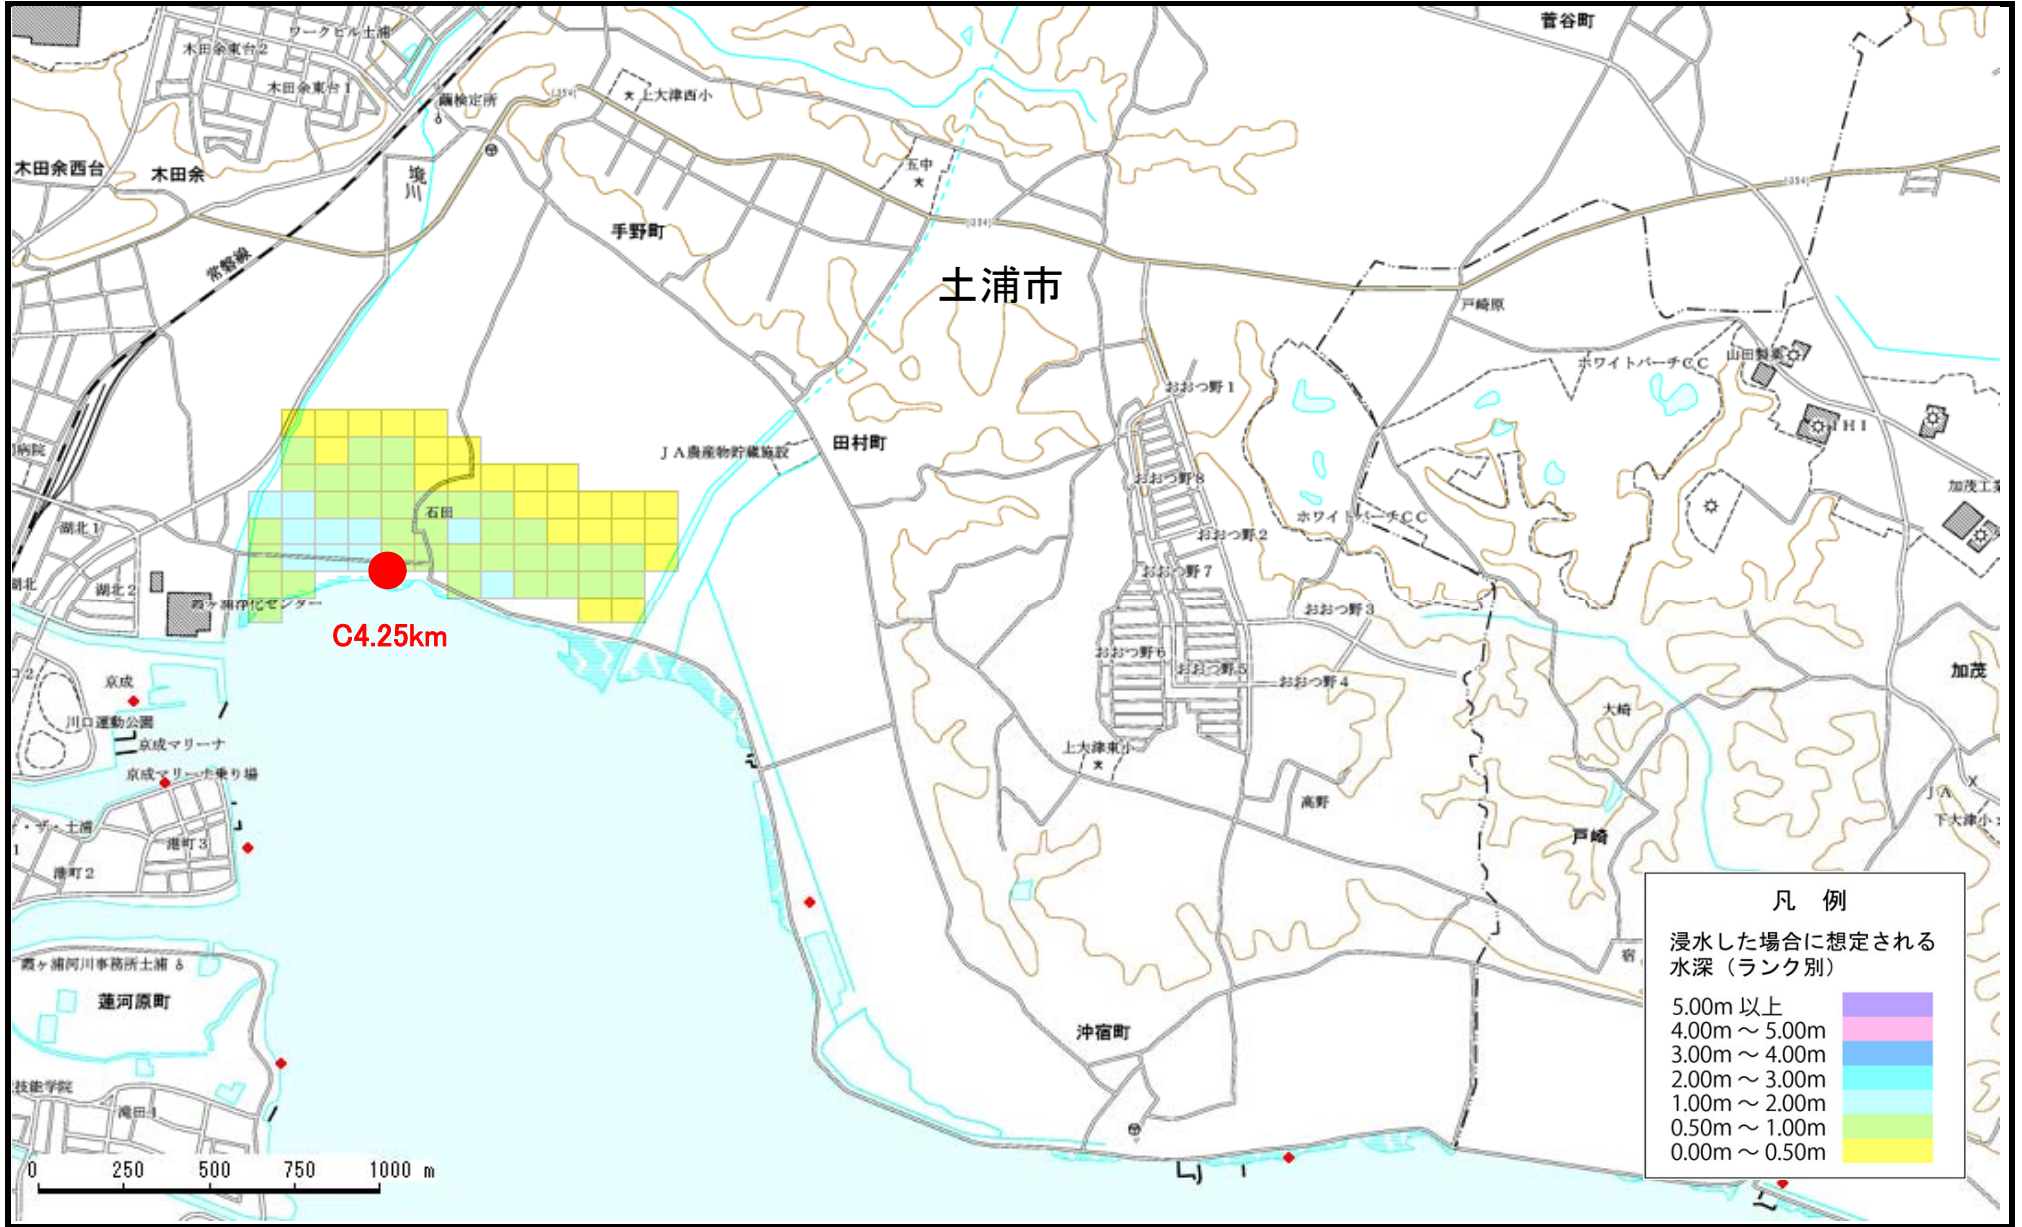 菅谷町
ワークヒル土浦
木田余東台2
木田余東台1
繭検定所
(354)
上大津西小
木田余西台
木田余
境川
五中
(354)
(354)
手野町
常磐線
土浦市
戸崎原
ホワイトバーチCC
山田製薬
おおつ野1
IHI
田村町
JA農産物貯蔵施設
病院
おおつ野8
加茂工業
石田
ホワイトバーチCC
湖北1
おおつ野2
おおつ野7
湖北
湖北2
霞ヶ浦浄化センター
おおつ野3
C4.25km
おおつ野6
おおつ野5
おおつ野4
加茂
京成
大崎
川口運動公園
京成マリーナ
上大津東小
京成マリーナ乗り場
高野
JA
下大津小
・ザ・土浦
港町3
戸崎
港町2
凡 例
浸水した場合に想定される
水深（ランク別）
5.00m 以上
4.00m ～ 5.00m
3.00m ～ 4.00m
2.00m ～ 3.00m
1.00m ～ 2.00m
0.50m ～ 1.00m
0.00m ～ 0.50m
宿
霞ヶ浦河川事務所土浦
蓮河原町
沖宿町
技能学院
滝田1
0 250 500 750 1000 m